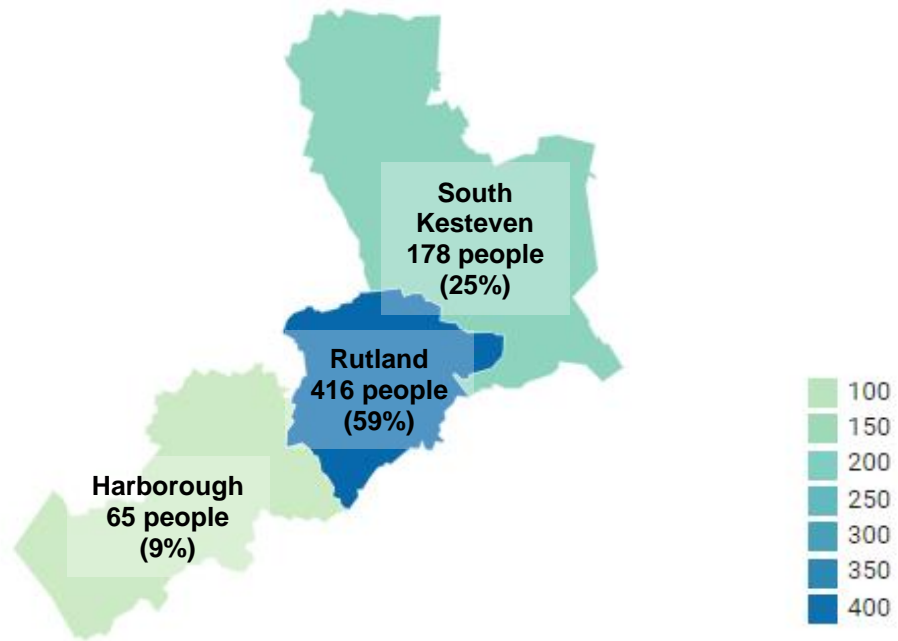 South
Kesteven
178 people
(25%)
Rutland
416 people
(59%)
Harborough
65 people
(9%)
100
150
200
250
300
350
400